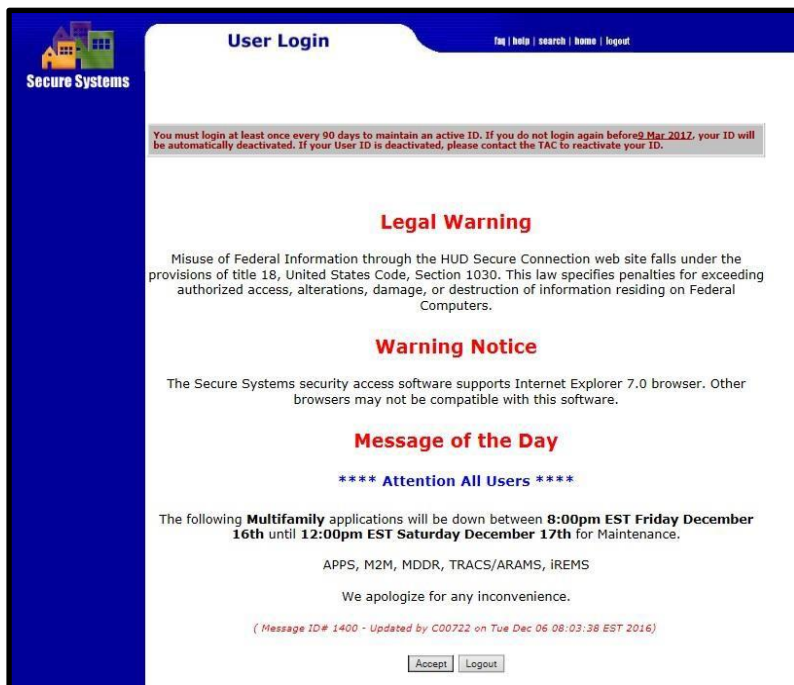 User Login
faq | help | search | home | logout
Secure Systems
You must login at least once every 90 days to maintain an active ID. If you do not login again before9 Mar 2017, your ID will
be automatically deactivated. If your User ID is deactivated, please contact the TAC to reactivate your ID.
Legal Warning
Misuse of Federal Information through the HUD Secure Connection web site falls under the
provisions of title 18, United States Code, Section 1030. This law specifies penalties for exceeding
authorized access, alterations, damage, or destruction of information residing on Federal
Computers.
Warning Notice
The Secure Systems security access software supports Internet Explorer 7.0 browser. Other
browsers may not be compatible with this software.
Message of the Day
**** Attention All Users ****
The following Multifamily applications will be down between 8:00pm EST Friday December
16th until 12:00pm EST Saturday December 17th for Maintenance.
APPS, M2M, MDDR, TRACS/ARAMS, iREMS
We apologize for any inconvenience.
( Message ID# 1400 - Updated by C00722 on Tue Dec 06 08:03:38 EST 2016)
Accept Logout